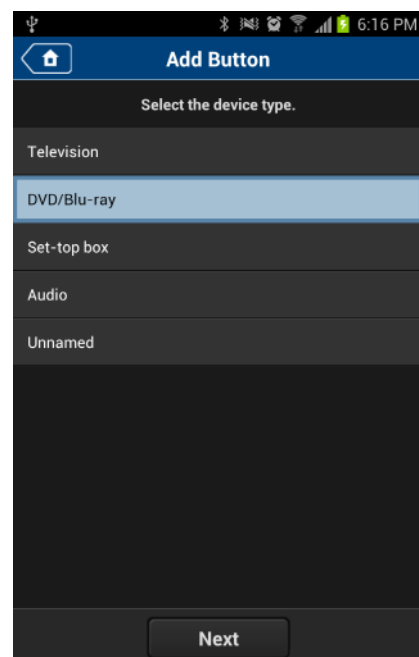 6:16 PM
Add Button
Select the device type.
Television
DVD/Blu-ray
Set-top box
Audio
Unnamed
Next